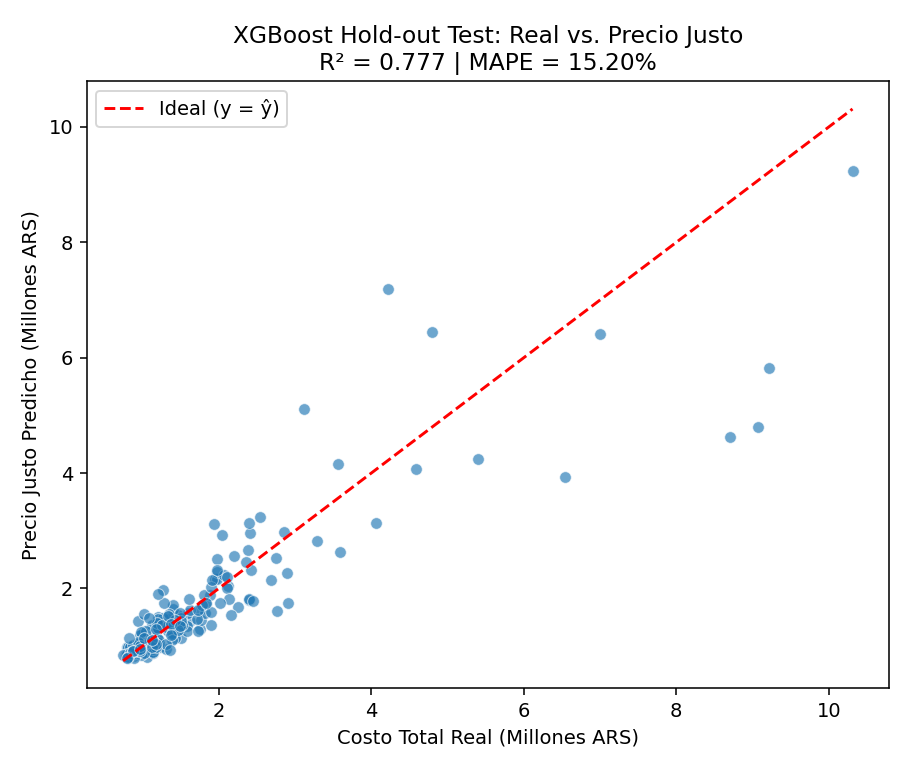 XGBoost Hold-out Test: Real vs. Precio Justo
R² = 0.777 | MAPE = 15.20%
Ideal (y = ŷ)
10
8
6
4
2
Precio Justo Predicho (Millones ARS)
2 4 6 8 10
Costo Total Real (Millones ARS)